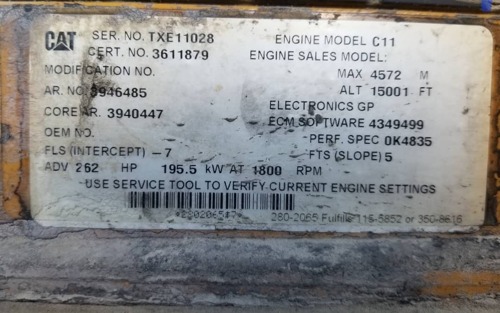 CAT SER. NO. TXE11028 ENGINE MODEL C11
CERT. NO. 3611879 ENGINE SALES MODEL:
MODIFICATION NO. MAX 4572 M
AR. NO. 3946485 ALT 15001 FT
CORE AR. 3940447 ELECTRONICS GP
OEM NO. ECM SOFTWARE 4349499
PERF. SPEC 0K4835
FLS (INTERCEPT) -7 FTS (SLOPE) 5
ADV 262 HP 195.5 kW AT 1800 RPM
USE SERVICE TOOL TO VERIFY CURRENT ENGINE SETTINGS
280-2065 Fulfills 116-5852 or 350-8616